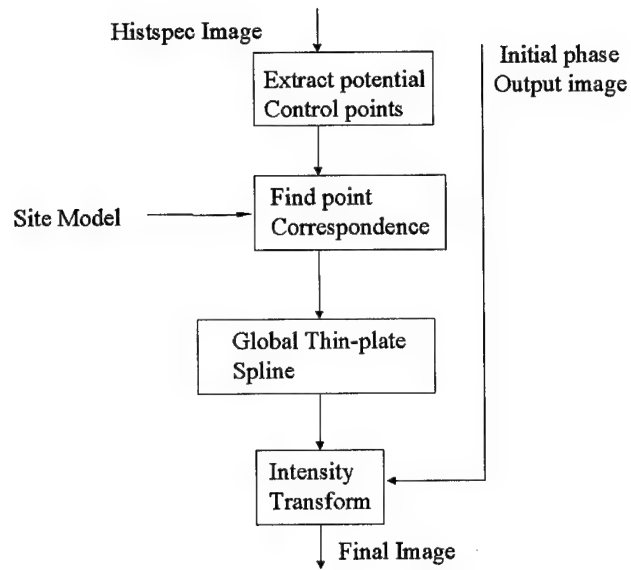 Histspec Image
Initial phase
Output image
Extract potential
Control points
Find point
Correspondence
Site Model
Global Thin-plate
Spline
Intensity
Transform
Final Image